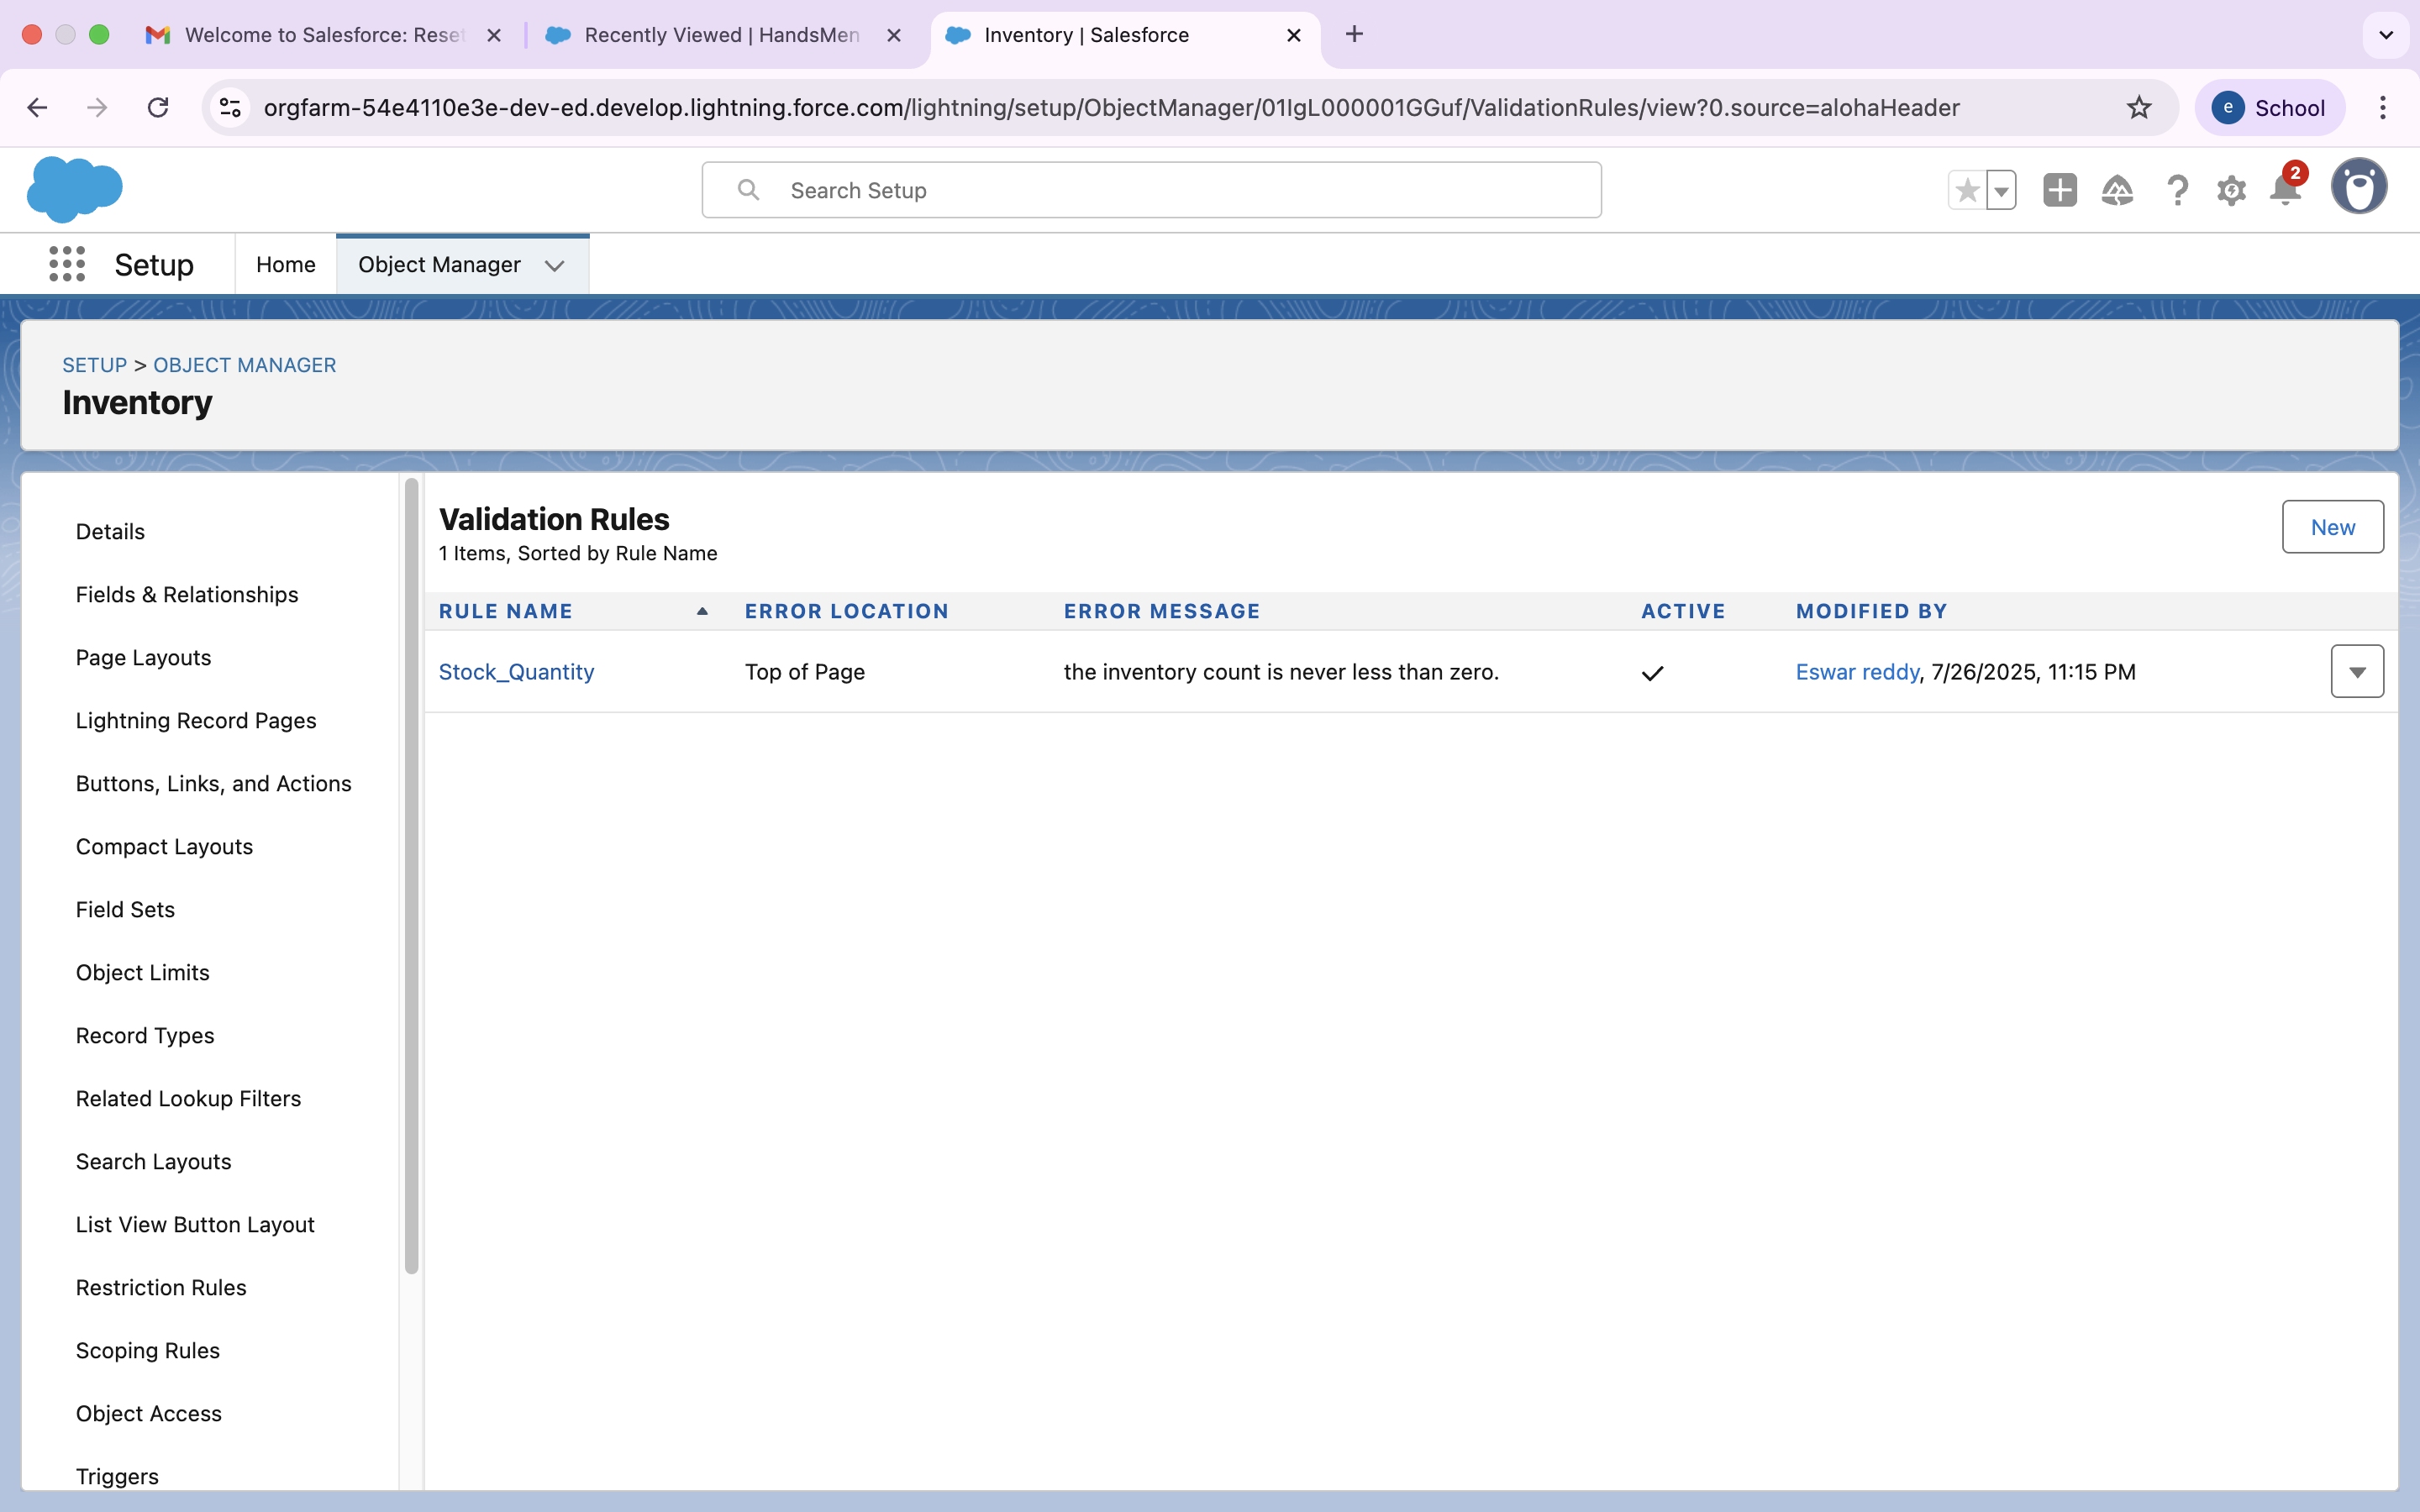 Welcome to Salesforce: Reset
Recently Viewed | HandsMen
Inventory | Salesforce
orgfarm-54e4110e3e-dev-ed.develop.lightning.force.com/lightning/setup/ObjectManager/01IgL000001GGuf/ValidationRules/view?0.source=alohaHeader
e School
Search Setup
2
Setup
Home
Object Manager
SETUP > OBJECT MANAGER
Inventory
Details
Fields & Relationships
Page Layouts
Lightning Record Pages
Buttons, Links, and Actions
Compact Layouts
Field Sets
Object Limits
Record Types
Related Lookup Filters
Search Layouts
List View Button Layout
Restriction Rules
Scoping Rules
Object Access
Triggers
Validation Rules
1 Items, Sorted by Rule Name
New
RULE NAME ERROR LOCATION ERROR MESSAGE ACTIVE MODIFIED BY
Stock_Quantity Top of Page the inventory count is never less than zero. Eswar reddy, 7/26/2025, 11:15 PM